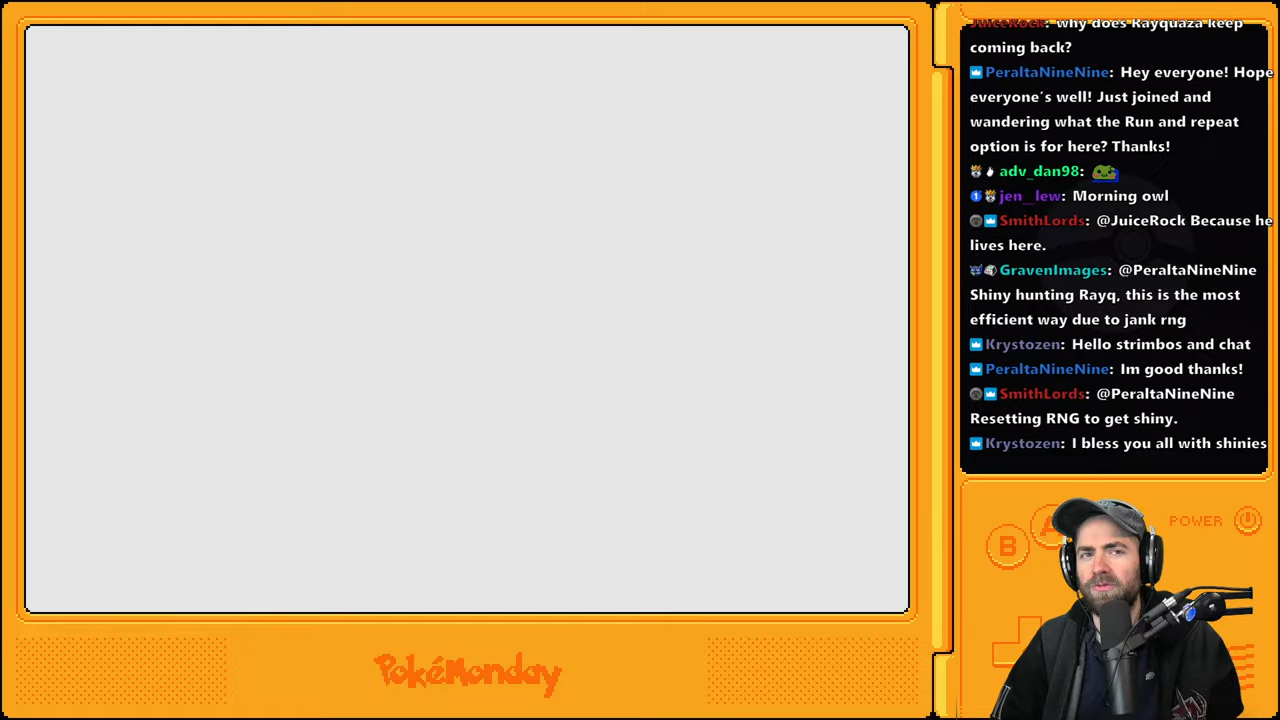 JuiceRock: why does Rayquaza keep
coming back?
PeraltaNineNine: Hey everyone! Hope
everyone´s well! Just joined and
wandering what the Run and repeat
option is for here? Thanks!
adv_dan98:
jen__lew: Morning owl
SmithLords: @JuiceRock Because he
lives here.
GravenImages: @PeraltaNineNine
Shiny hunting Rayq, this is the most
efficient way due to jank rng
Krystozen: Hello strimbos and chat
PeraltaNineNine: Im good thanks!
SmithLords: @PeraltaNineNine
Resetting RNG to get shiny.
Krystozen: I bless you all with shinies
POWER
B A
PokéMonday